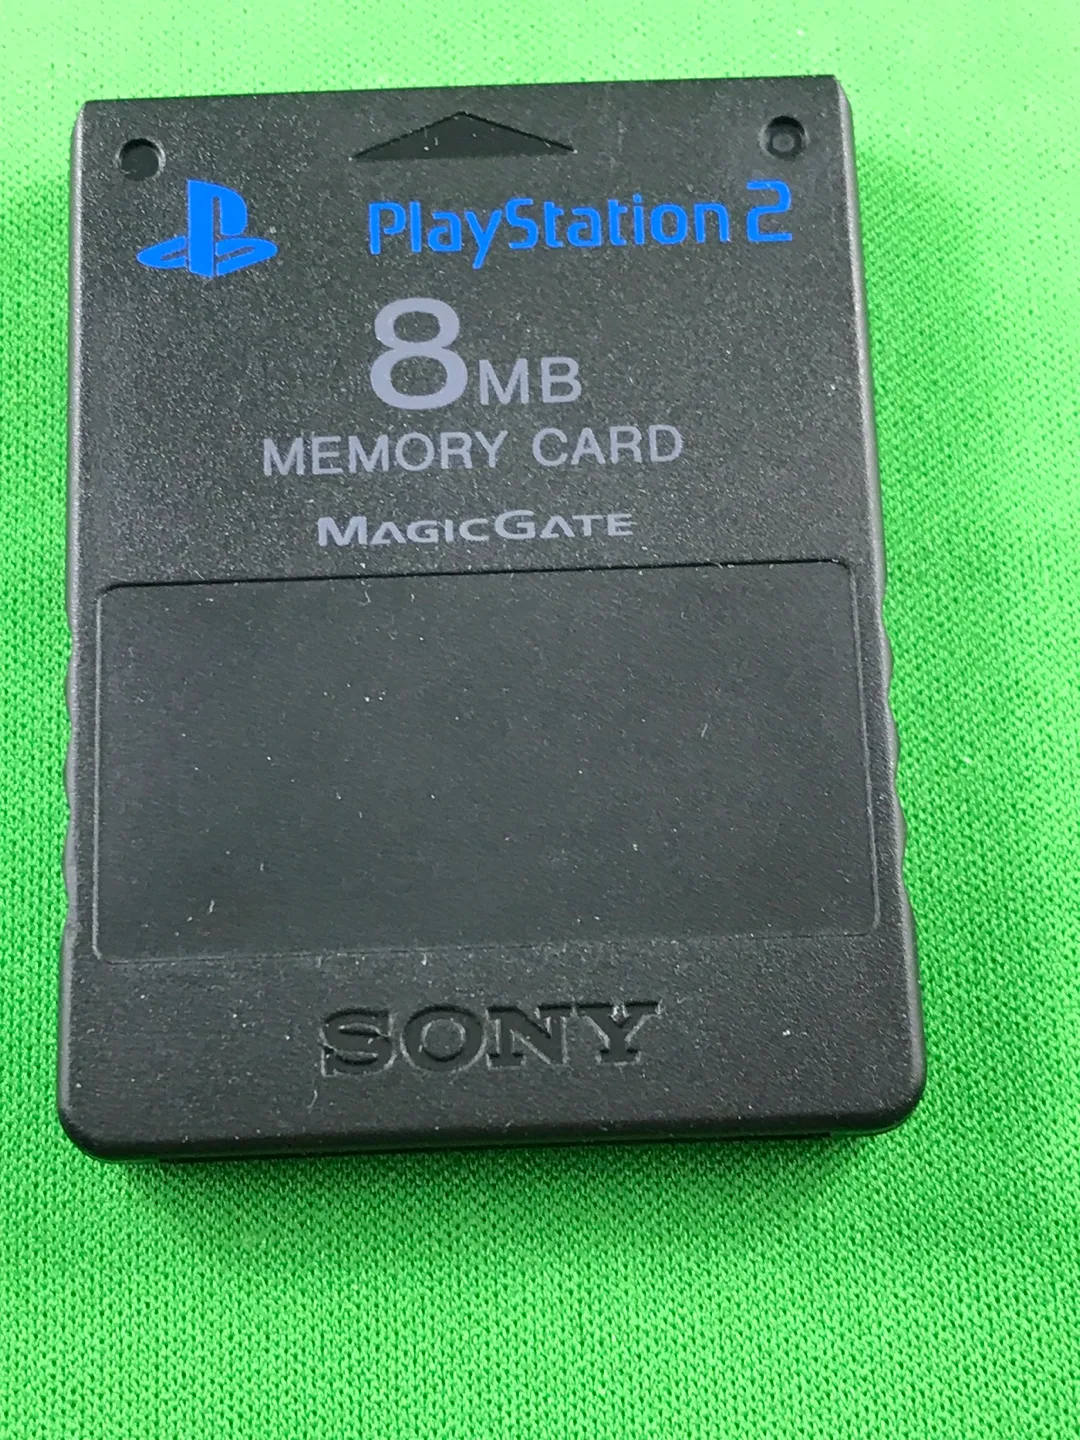 PlayStation 2
8MB
MEMORY CARD
MAGICGATE
SONY